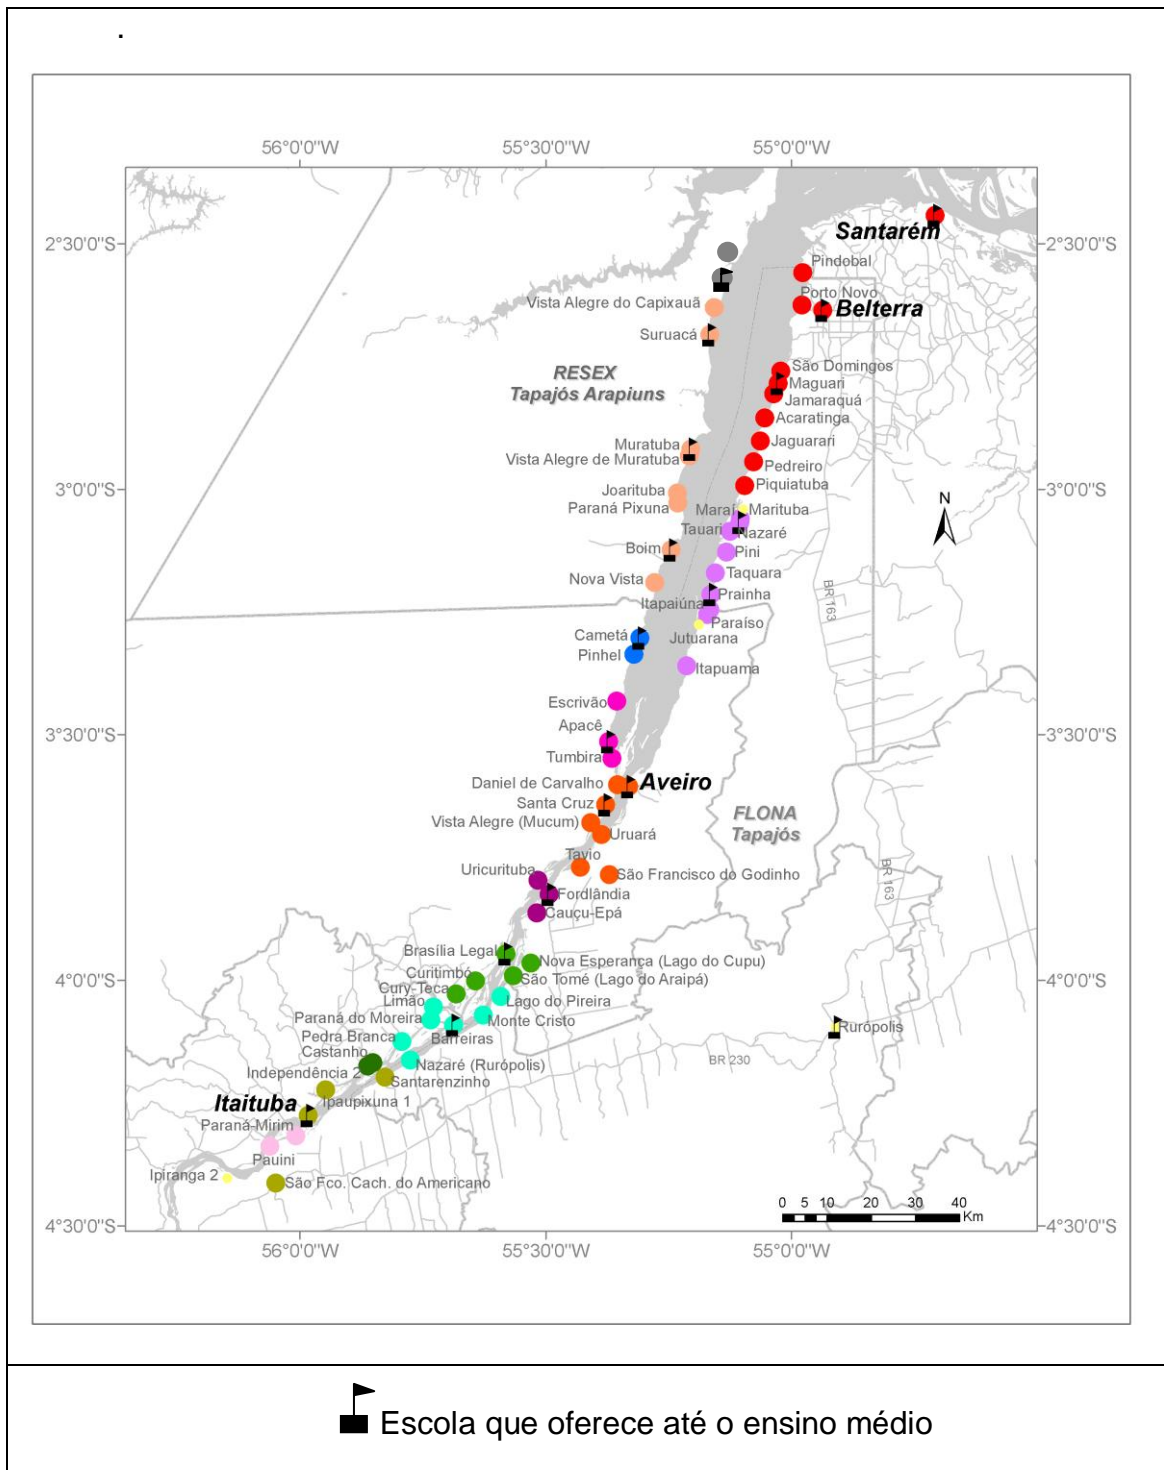 .
56°0'0"W
55°30'0"W
55°0'0"W
2°30'0"S
2°30'0"S
Santarém
Pindobal
Porto Novo
Belterra
Vista Alegre do Capixauã
Suruacá
RESEX
Tapajós Arapiuns
São Domingos
Maguari
Jamaraquá
Acaratinga
Muratuba
Jaguarari
Vista Alegre de Muratuba
Pedreiro
Piquiatuba
3°0'0"S
3°0'0"S
Joarituba
Paraná Pixuna
Maraí
Marituba
N
Tauari
Nazaré
Boim
Pini
Nova Vista
Taquara
BR 163
Prainha
Itapaiúna
Paraíso
Cametá
Jutuarana
Pinhel
Itapuama
Escrivão
Apacê
3°30'0"S
3°30'0"S
Tumbira
Daniel de Carvalho
Aveiro
Santa Cruz
FLONA
Tapajós
Vista Alegre (Mucum)
Uruará
Tavio
Uricurituba
São Francisco do Godinho
BR 163
Fordlândia
Cauçu-Epá
Brasília Legal
Nova Esperança (Lago do Cupu)
Curitimbó
São Tomé (Lago do Araipá)
4°0'0"S
4°0'0"S
Cury-Teca
Limão
Lago do Pireira
Paraná do Moreira
Monte Cristo
Rurópolis
Pedra Branca
Barreiras
Castanho
BR 230
Nazaré (Rurópolis)
Independência 2
Santarenzinho
Itaituba
Ipaupixuna 1
Paraná-Mirim
Pauini
Ipiranga 2
São Fco. Cach. do Americano
0 5 10 20 30 40
Km
4°30'0"S
4°30'0"S
56°0'0"W
55°30'0"W
55°0'0"W
Escola que oferece até o ensino médio